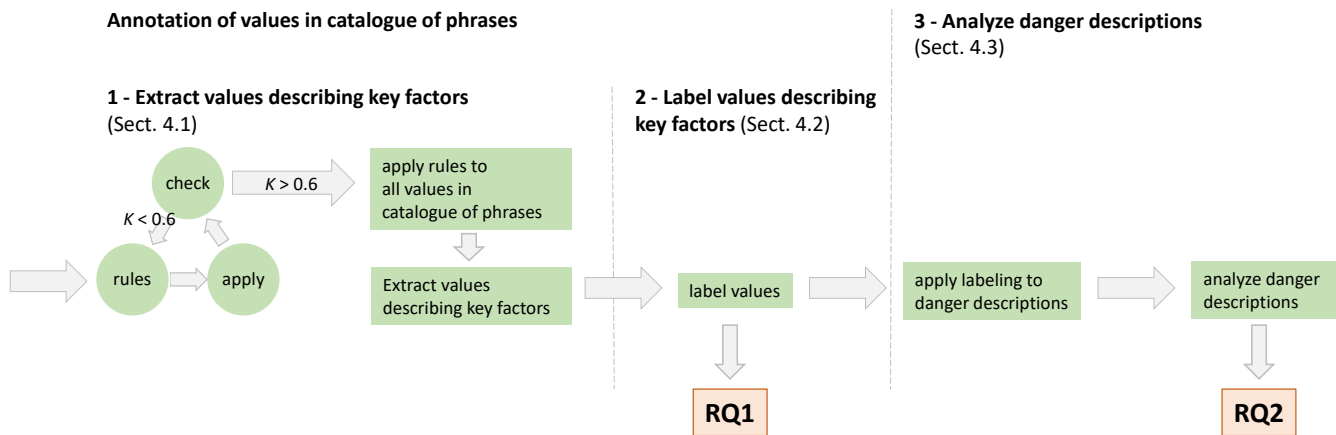 Annotation of values in catalogue of phrases
3 - Analyze danger descriptions
(Sect. 4.3)
1 - Extract values describing key factors
(Sect. 4.1)
2 - Label values describing
key factors (Sect. 4.2)
check
K > 0.6
apply rules to
all values in
catalogue of phrases
K < 0.6
rules
apply
Extract values
describing key factors
label values
apply labeling to
danger descriptions
analyze danger
descriptions
RQ1
RQ2